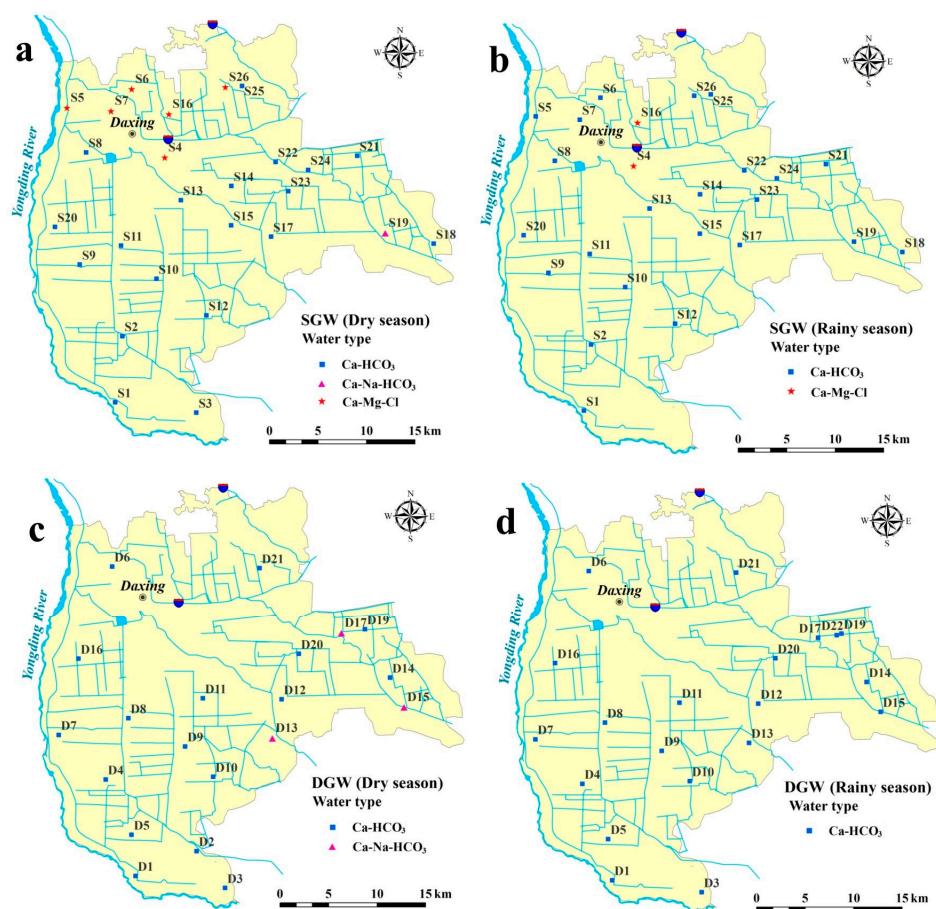 a
N
W E
S
S6
S26
S25
S5
S7
S16
Daxing
S4
S8
S22
S21
S24
Yongding River
S14
S23
S13
S20
S15
S17
S19
S18
S11
S9
S10
S12
S2
SGW (Dry season)
Water type
Ca-HCO₃
Ca-Na-HCO₃
Ca-Mg-Cl
S1
S3
0 5 10 15 km
b
N
W E
S
S6
S26
S25
S5
S7
S16
Daxing
S4
S8
S22
S21
S24
Yongding River
S14
S23
S13
S20
S15
S17
S19
S18
S11
S9
S10
S12
S2
SGW (Rainy season)
Water type
Ca-HCO₃
Ca-Mg-Cl
S1
0 5 10 15 km
c
N
W E
S
D6
D21
Daxing
D17
D19
Yongding River
D20
D16
D14
D11
D12
D15
D8
D7
D13
D9
D4
D10
DGW (Dry season)
Water type
Ca-HCO₃
Ca-Na-HCO₃
D5
D2
D1
D3
0 5 10 15 km
d
N
W E
S
D6
D21
Daxing
D17
D22
D19
Yongding River
D20
D16
D14
D11
D12
D15
D8
D7
D13
D9
D4
D10
DGW (Rainy season)
Water type
Ca-HCO₃
D5
D1
D3
0 5 10 15 km